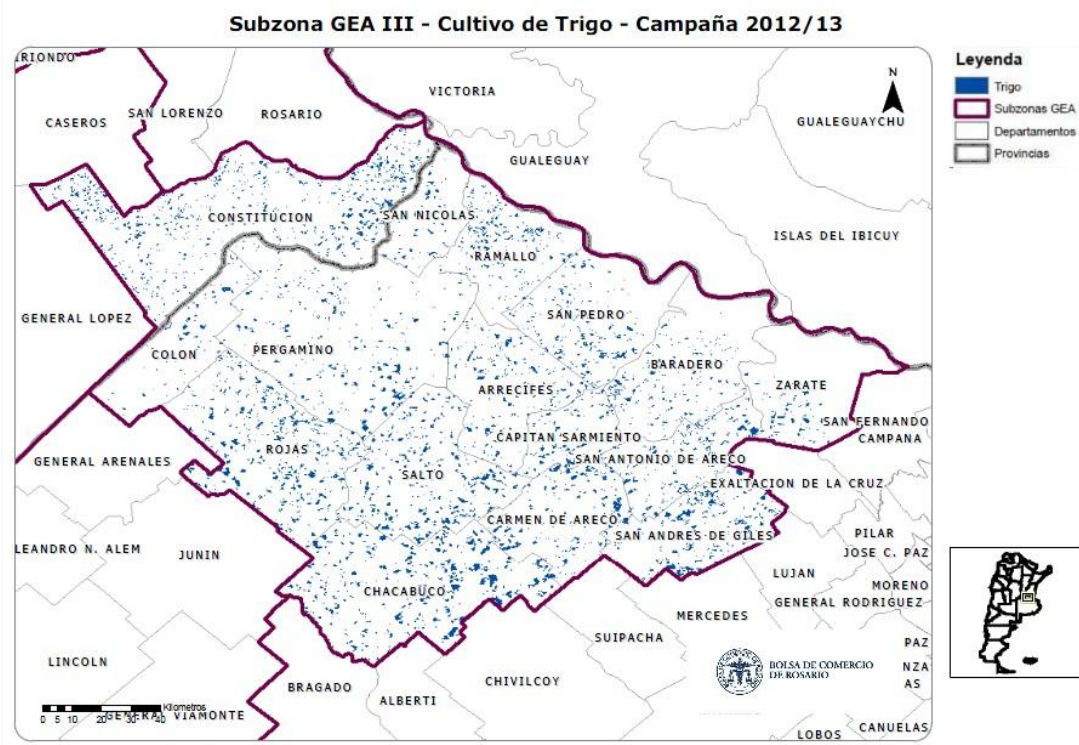 Subzona GEA III - Cultivo de Trigo - Campaña 2012/13
Leyenda
Trigo
Subzonas GEA
Departamentos
Provincias
N
IRIONDO
VICTORIA
CASEROS
SAN LORENZO
ROSARIO
GUALEGUAYCHU
GUALEGUAY
CONSTITUCION
SAN NICOLAS
ISLAS DEL IBICUY
RAMALLO
GENERAL LOPEZ
SAN PEDRO
COLON
PERGAMINO
BARADERO
ARRECIFES
ZARATE
SAN FERNANDO
CAMPANA
CAPITAN SARMIENTO
ROJAS
SAN ANTONIO DE ARECO
GENERAL ARENALES
SALTO
EXALTACION DE LA CRUZ
CARMEN DE ARECO
SAN ANDRES DE GILES
PILAR
LEANDRO N. ALEM
JUNIN
JOSE C. PAZ
LUJAN
MORENO
CHACABUCO
GENERAL RODRIGUEZ
MERCEDES
SUIPACHA
PAZ
LINCOLN
BOLSA DE COMERCIO
DE ROSARIO
NZA
AS
BRAGADO
CHIVILCOY
ALBERTI
Kilometros
0 5 10 20 30 40
GENERAL VIAMONTE
CANUELAS
LOBOS